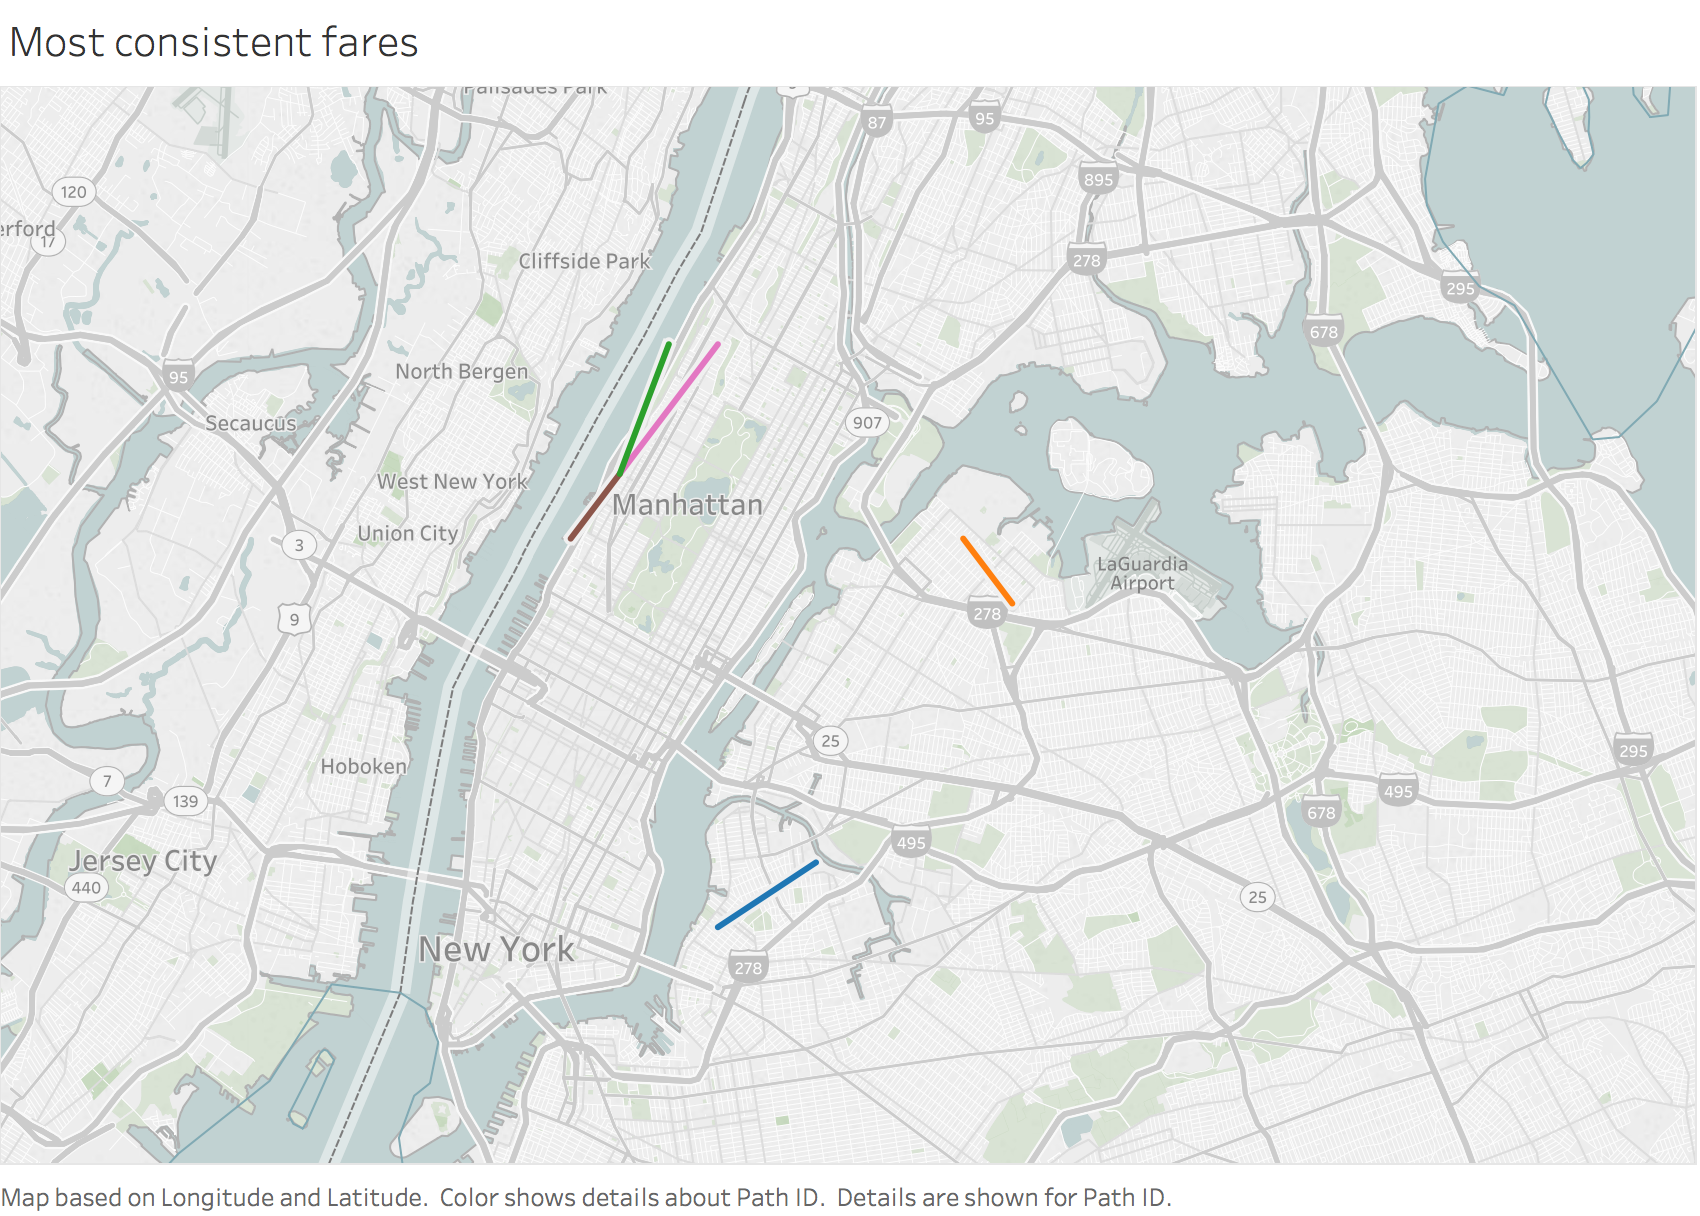 Most consistent fares
Palisades Park
87
95
895
120
erford
17
Cliffside Park
278
295
678
North Bergen
95
Secaucus
907
West New York
Manhattan
Union City
3
LaGuardia
Airport
9
278
25
295
Hoboken
7
139
495
678
495
Jersey City
440
25
New York
278
Map based on Longitude and Latitude.  Color shows details about Path ID.  Details are shown for Path ID.